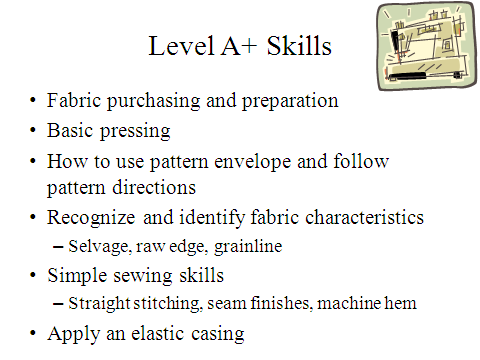 Level A+ Skills
• Fabric purchasing and preparation
• Basic pressing
• How to use pattern envelope and follow
pattern directions
• Recognize and identify fabric characteristics
– Selvage, raw edge, grainline
• Simple sewing skills
– Straight stitching, seam finishes, machine hem
• Apply an elastic casing